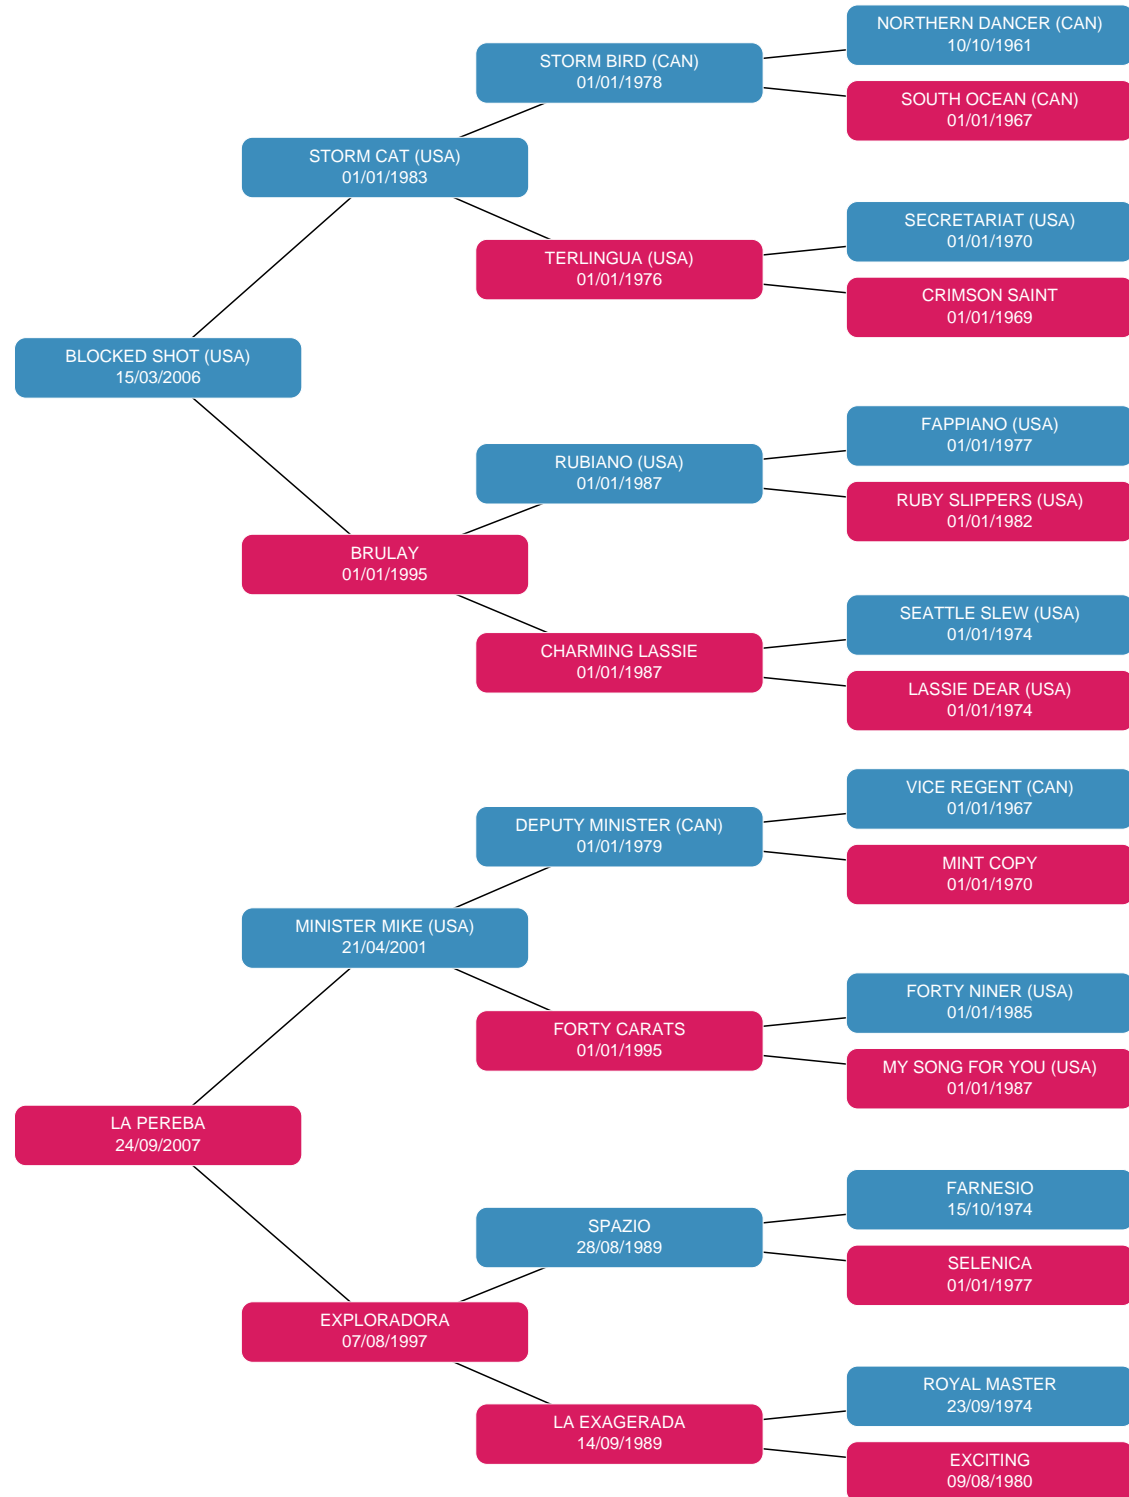 NORTHERN DANCER (CAN)
10/10/1961
STORM BIRD (CAN)
01/01/1978
SOUTH OCEAN (CAN)
01/01/1967
STORM CAT (USA)
01/01/1983
SECRETARIAT (USA)
01/01/1970
TERLINGUA (USA)
01/01/1976
CRIMSON SAINT
01/01/1969
BLOCKED SHOT (USA)
15/03/2006
FAPPIANO (USA)
01/01/1977
RUBIANO (USA)
01/01/1987
RUBY SLIPPERS (USA)
01/01/1982
BRULAY
01/01/1995
SEATTLE SLEW (USA)
01/01/1974
CHARMING LASSIE
01/01/1987
LASSIE DEAR (USA)
01/01/1974
VICE REGENT (CAN)
01/01/1967
DEPUTY MINISTER (CAN)
01/01/1979
MINT COPY
01/01/1970
MINISTER MIKE (USA)
21/04/2001
FORTY NINER (USA)
01/01/1985
FORTY CARATS
01/01/1995
MY SONG FOR YOU (USA)
01/01/1987
LA PEREBA
24/09/2007
FARNESIO
15/10/1974
SPAZIO
28/08/1989
SELENICA
01/01/1977
EXPLORADORA
07/08/1997
ROYAL MASTER
23/09/1974
LA EXAGERADA
14/09/1989
EXCITING
09/08/1980